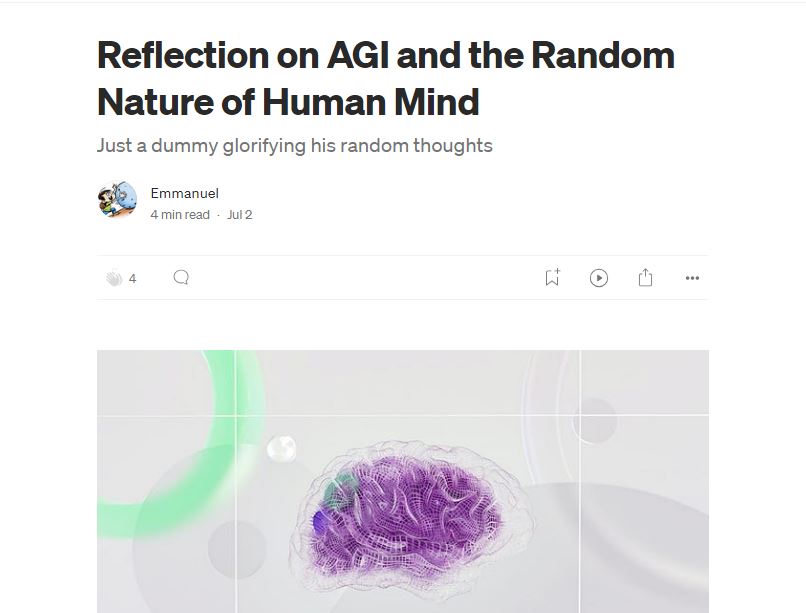 Reflection on AGI and the Random
Nature of Human Mind
Just a dummy glorifying his random thoughts
Emmanuel
4 min read · Jul 2
4